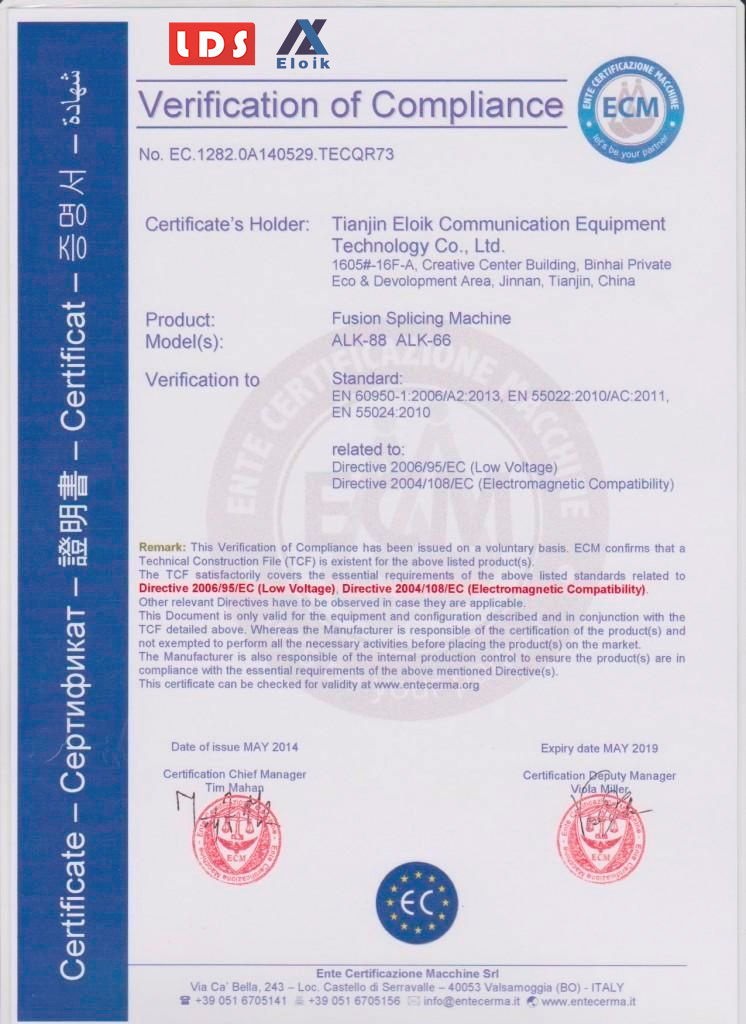 LDS
Eloik
Verification of Compliance
ENTE CERTIFICAZIONE MACCHINE
ECM
let's be your partner
No. EC.1282.0A140529.TECQR73
Certificate's Holder: Tianjin Eloik Communication Equipment
Technology Co., Ltd.
1605#-16F-A, Creative Center Building, Binhai Private
Eco & Devolopment Area, Jinnan, Tianjin, China
Product: Fusion Splicing Machine
Model(s): ALK-88 ALK-66
Verification to Standard:
EN 60950-1:2006/A2:2013, EN 55022:2010/AC:2011,
EN 55024:2010
related to:
Directive 2006/95/EC (Low Voltage)
Directive 2004/108/EC (Electromagnetic Compatibility)
ENTE CERTIFICAZIONE MACCHINE
ECM
Remark: This Verification of Compliance has been issued on a voluntary basis. ECM confirms that a
Technical Construction File (TCF) is existent for the above listed product(s).
The TCF satisfactorily covers the essential requirements of the above listed standards related to
Directive 2006/95/EC (Low Voltage), Directive 2004/108/EC (Electromagnetic Compatibility).
Other relevant Directives have to be observed in case they are applicable.
This Document is only valid for the equipment and configuration described and in conjunction with the
TCF detailed above. Whereas the Manufacturer is responsible of the certification of the product(s) and
not exempted to perform all the necessary activities before placing the product(s) on the market.
The Manufacturer is also responsible of the internal production control to ensure the product(s) are in
compliance with the essential requirements of the above mentioned Directive(s).
This certificate can be checked for validity at www.entecerma.org
Date of issue MAY 2014
Expiry date MAY 2019
Certification Chief Manager
Tim Mahan
Certification Deputy Manager
Viola Miller
Ente Certificazione Macchine
ECM
Ente Certificazione Macchine
ECM
EC
Ente Certificazione Macchine Srl
Via Ca' Bella, 243 – Loc. Castello di Serravalle – 40053 Valsamoggia (BO) - ITALY
☎ +39 051 6705141 +39 051 6705156 ✉ info@entecerma.it www.entecerma.it
Certificate – Сертификат – 證明書 – Certificat – 증명서 – شهادة